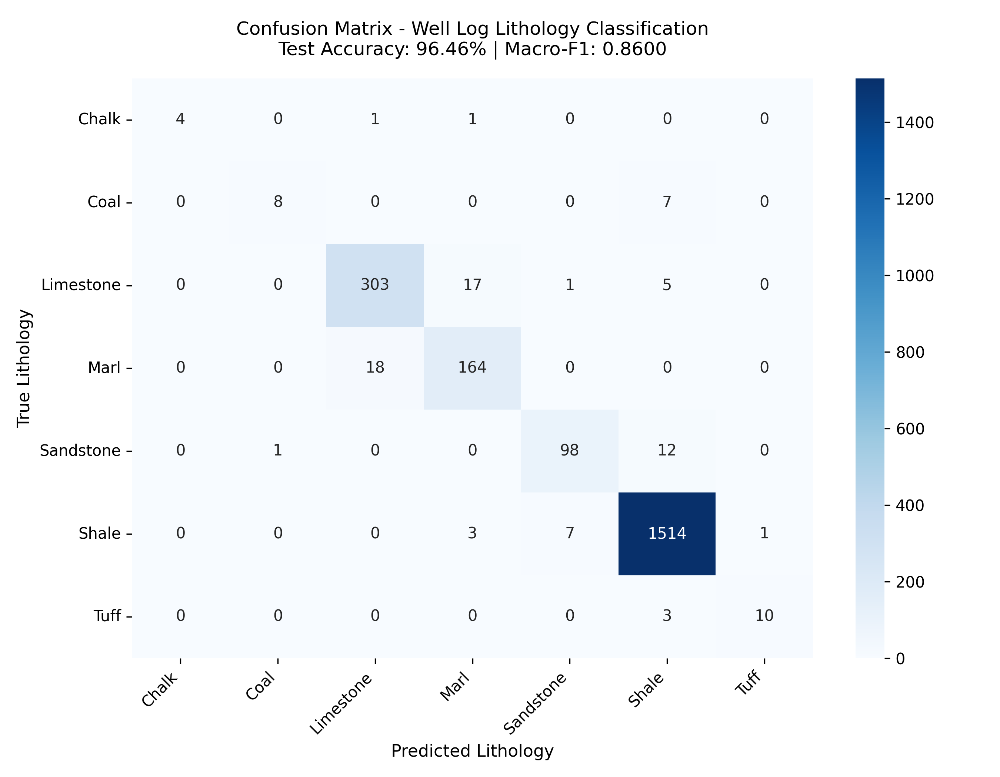 Confusion Matrix - Well Log Lithology Classification
Test Accuracy: 96.46% | Macro-F1: 0.8600
True Lithology
Chalk 4 0 1 1 0 0 0
Coal 0 8 0 0 0 7 0
Limestone 0 0 303 17 1 5 0
Marl 0 0 18 164 0 0 0
Sandstone 0 1 0 0 98 12 0
Shale 0 0 0 3 7 1514 1
Tuff 0 0 0 0 0 3 10
Chalk Coal Limestone Marl Sandstone Shale Tuff
Predicted Lithology
1400
1200
1000
800
600
400
200
0